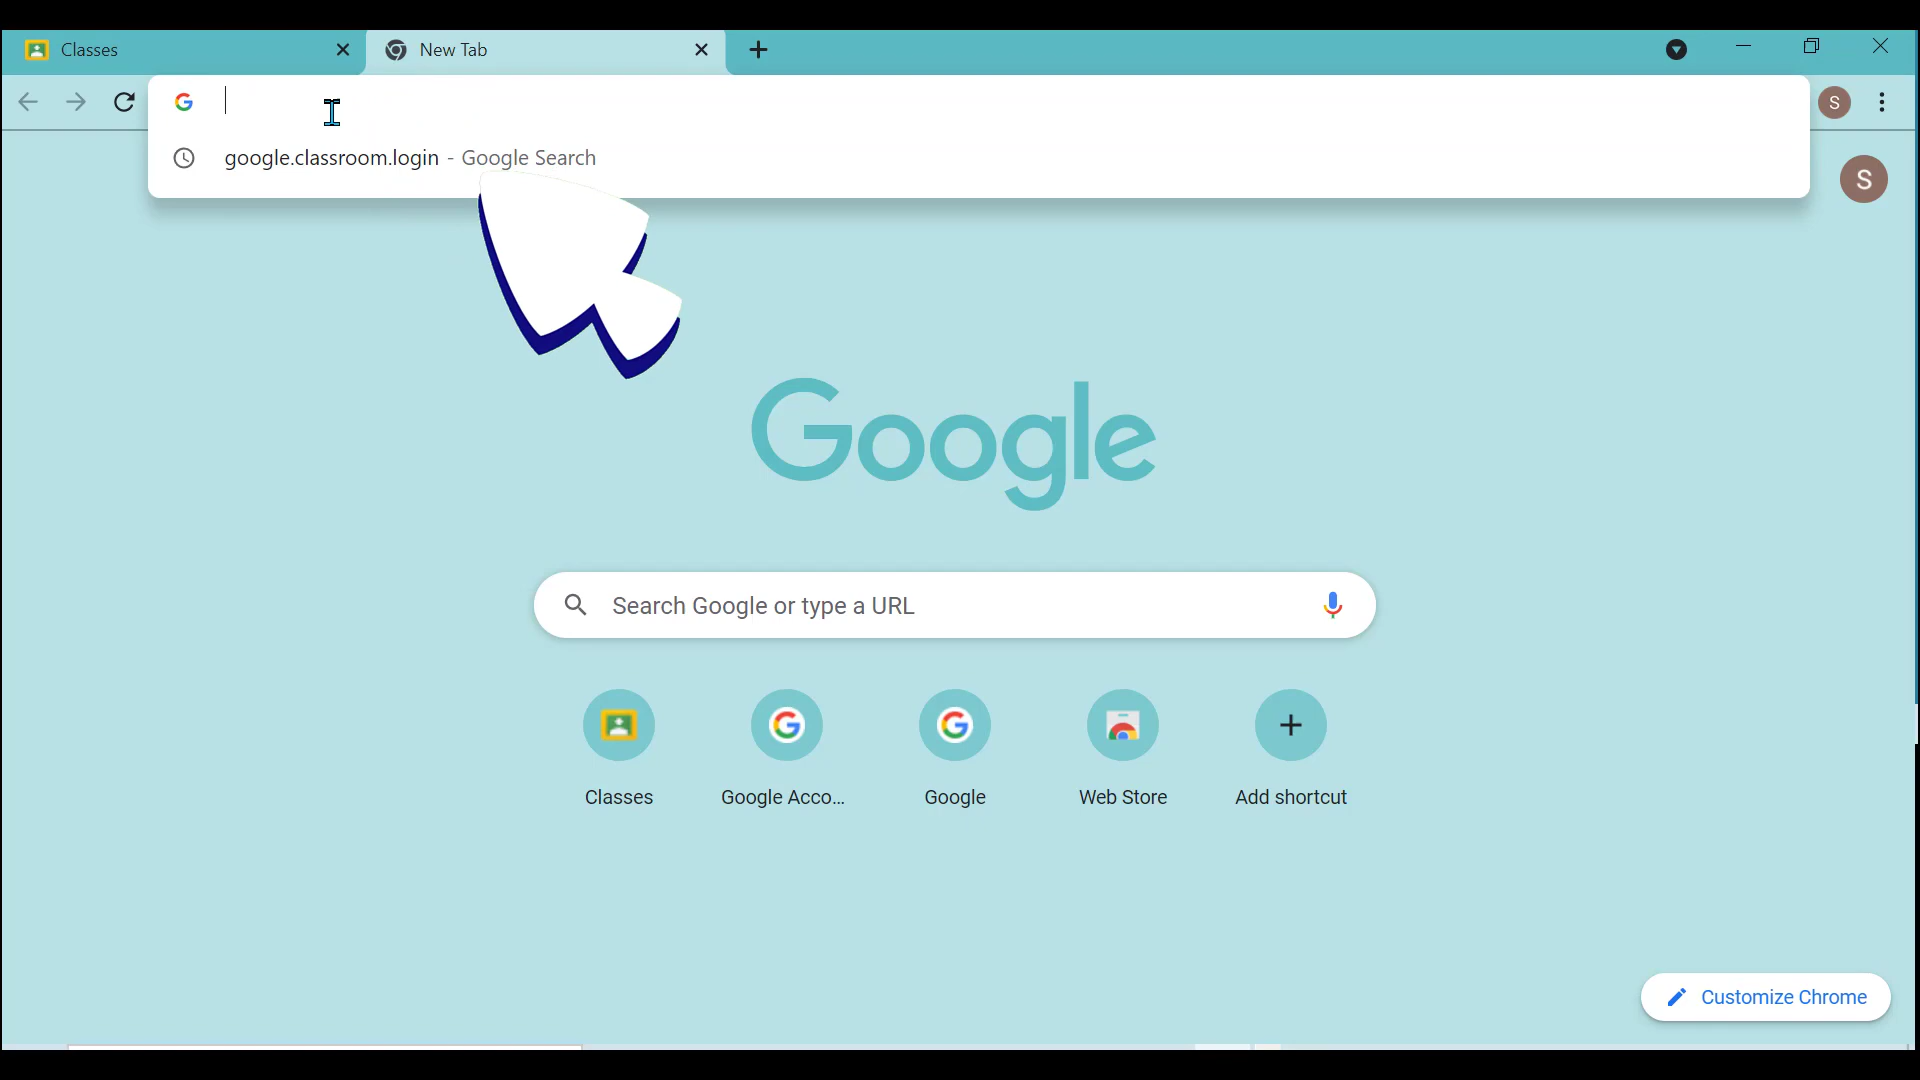 Classes
New Tab
S
google.classroom.login - Google Search
S
Google
Search Google or type a URL
Classes
Google Acco...
Google
Web Store
Add shortcut
Customize Chrome